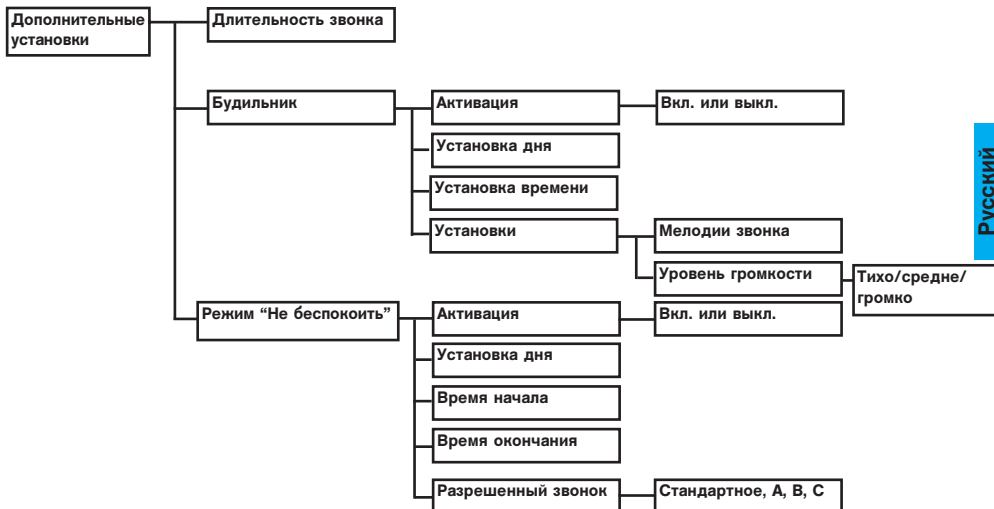 Дополнительные
установки
Длительность звонка
Будильник
Активация
Вкл. или выкл.
Установка дня
Установка времени
Установки
Мелодии звонка
Уровень громкости
Тихо/средне/
громко
Режим “Не беспокоить”
Активация
Вкл. или выкл.
Установка дня
Время начала
Время окончания
Разрешенный звонок
Стандартное, А, В, С
Русский